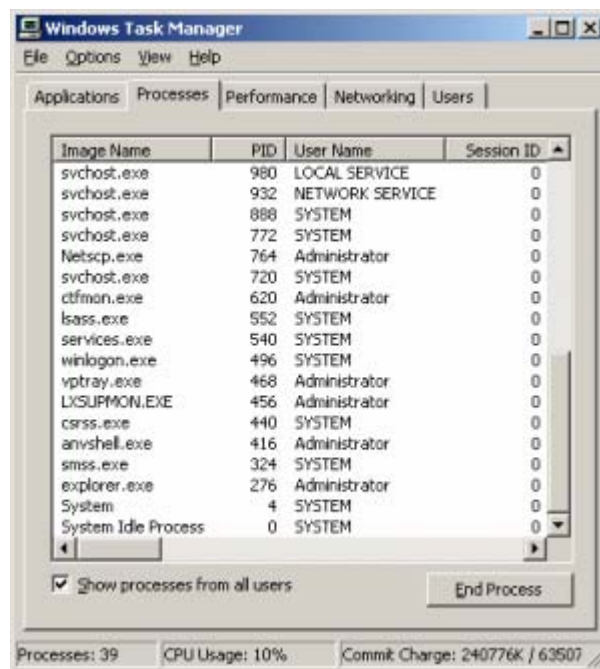 Windows Task Manager
File Options View Help
Applications Processes Performance Networking Users
Image Name PID User Name Session ID
svchost.exe 980 LOCAL SERVICE 0
svchost.exe 932 NETWORK SERVICE 0
svchost.exe 888 SYSTEM 0
svchost.exe 772 SYSTEM 0
Netscp.exe 764 Administrator 0
svchost.exe 720 SYSTEM 0
ctfmon.exe 620 Administrator 0
lsass.exe 552 SYSTEM 0
services.exe 540 SYSTEM 0
winlogon.exe 496 SYSTEM 0
vptray.exe 468 Administrator 0
LXSUPMON.EXE 456 Administrator 0
csrss.exe 440 SYSTEM 0
anvshell.exe 416 Administrator 0
smss.exe 324 SYSTEM 0
explorer.exe 276 Administrator 0
System 4 SYSTEM 0
System Idle Process 0 SYSTEM 0
Show processes from all users
End Process
Processes: 39 CPU Usage: 10% Commit Charge: 240776K / 63507